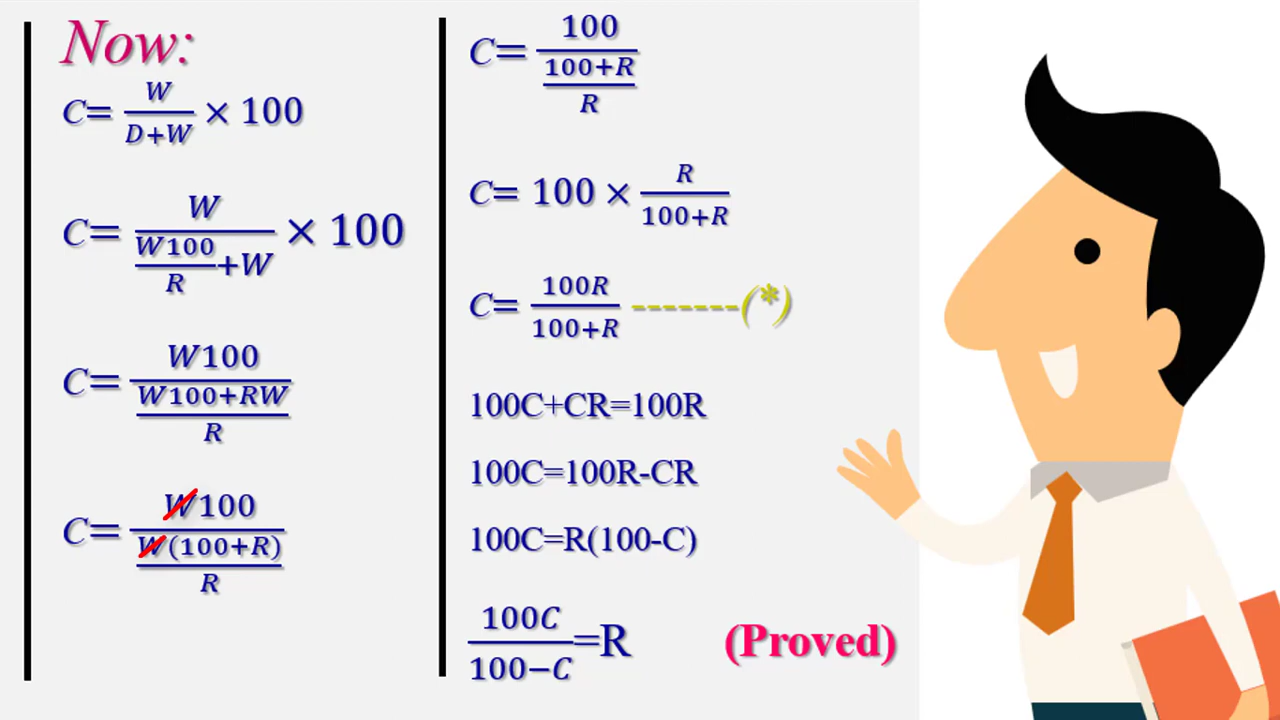 Now:
C= W/(D+W) × 100
C= W/((W100/R)+W) × 100
C= W100/((W100+RW)/R)
C= W100/((W(100+R))/R)
C= 100/((100+R)/R)
C= 100 × R/(100+R)
C= 100R/(100+R) -------(*)
100C+CR=100R
100C=100R-CR
100C=R(100-C)
100C/(100−C)=R (Proved)